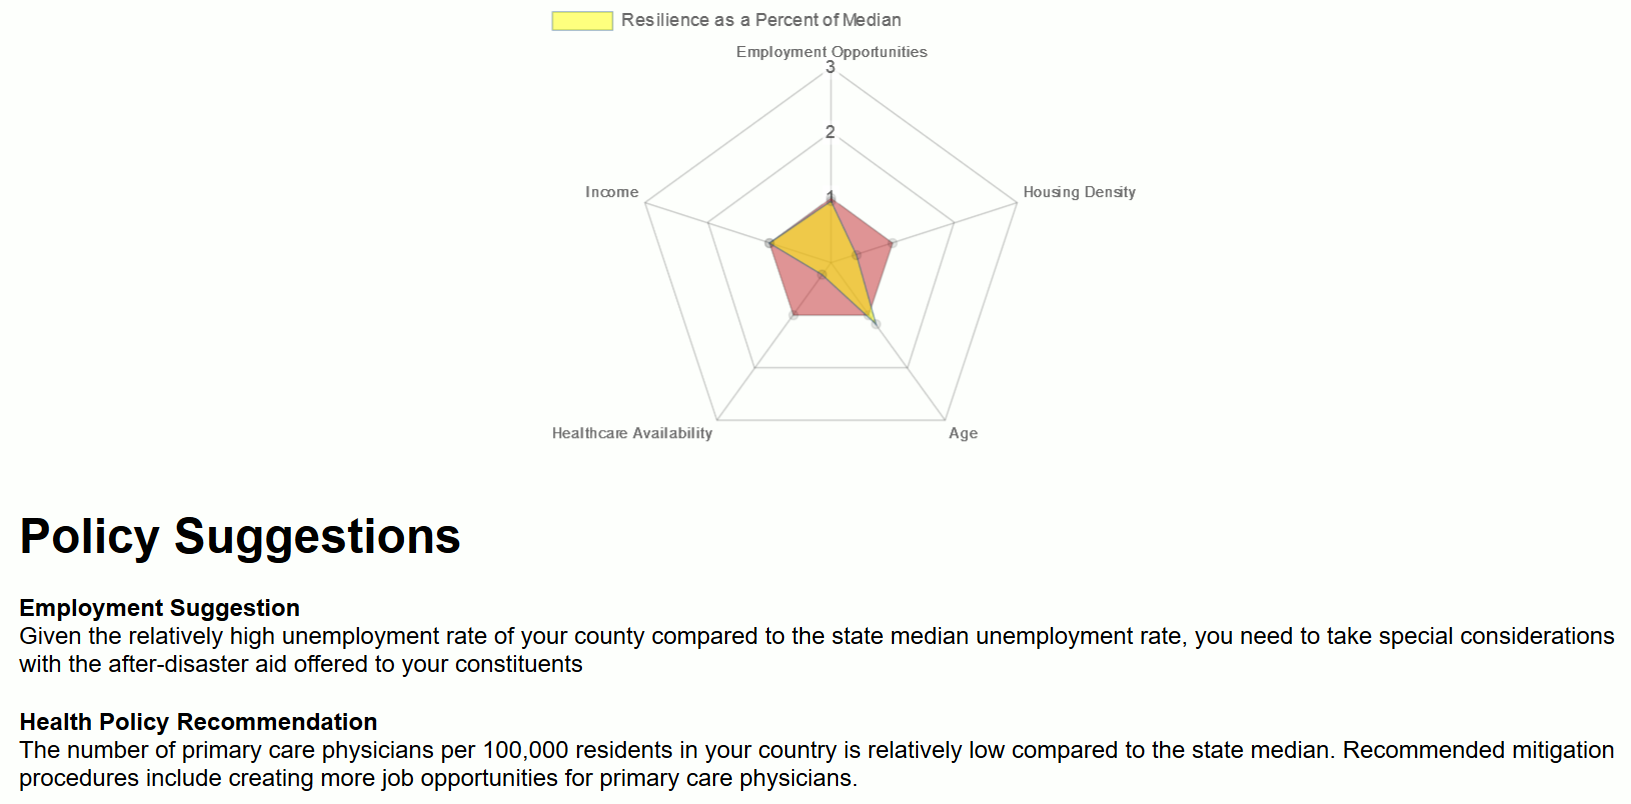 Resilience as a Percent of Median
Employment Opportunities
3
2
1
Income
Housing Density
Healthcare Availability
Age
Policy Suggestions
Employment Suggestion
Given the relatively high unemployment rate of your county compared to the state median unemployment rate, you need to take special considerations
with the after-disaster aid offered to your constituents
Health Policy Recommendation
The number of primary care physicians per 100,000 residents in your country is relatively low compared to the state median. Recommended mitigation
procedures include creating more job opportunities for primary care physicians.